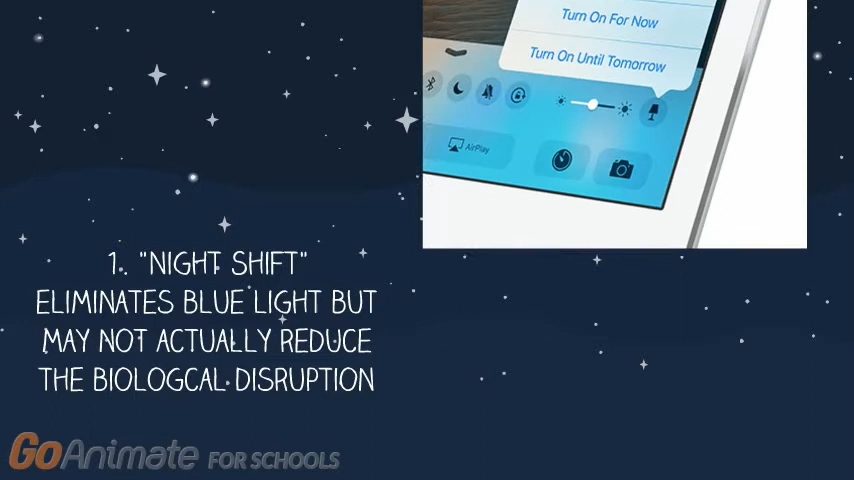 Turn On For Now
Turn On Until Tomorrow
AirPlay
1. "NIGHT SHIFT"
ELIMINATES BLUE LIGHT BUT
MAY NOT ACTUALLY REDUCE
THE BIOLOGCAL DISRUPTION
GoAnimate FOR SCHOOLS